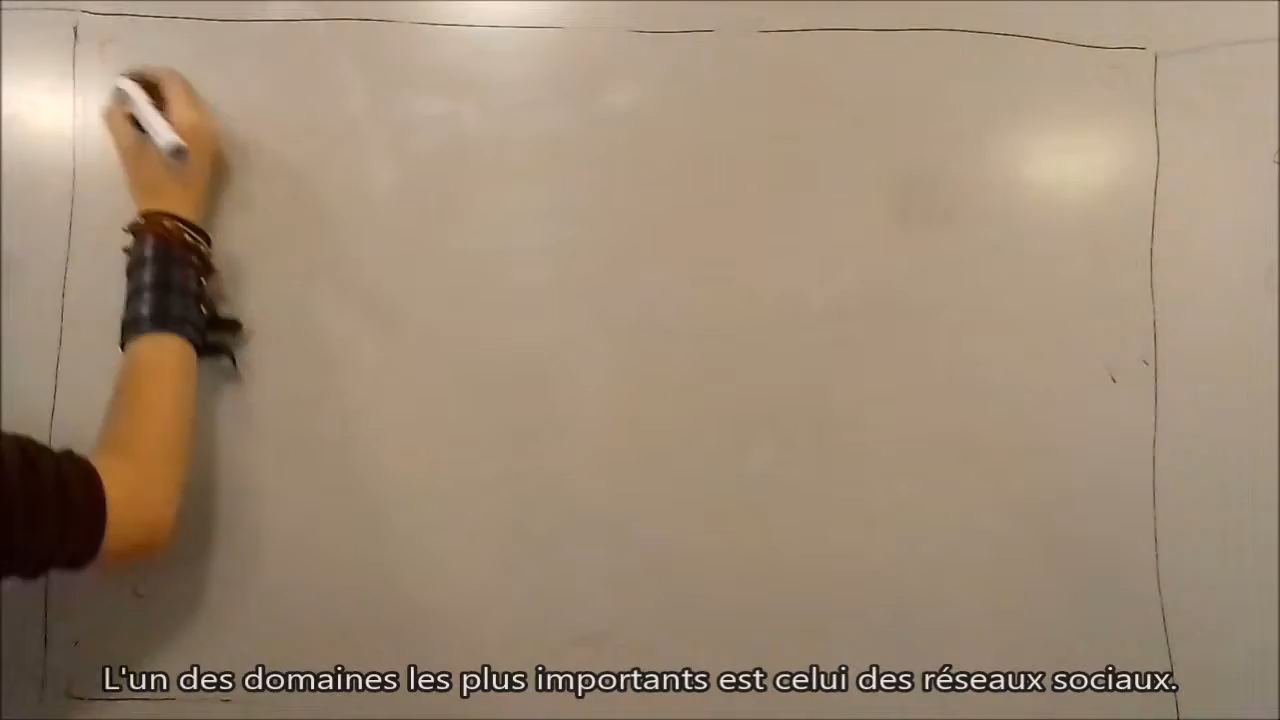 L'un des domaines les plus importants est celui des réseaux sociaux.